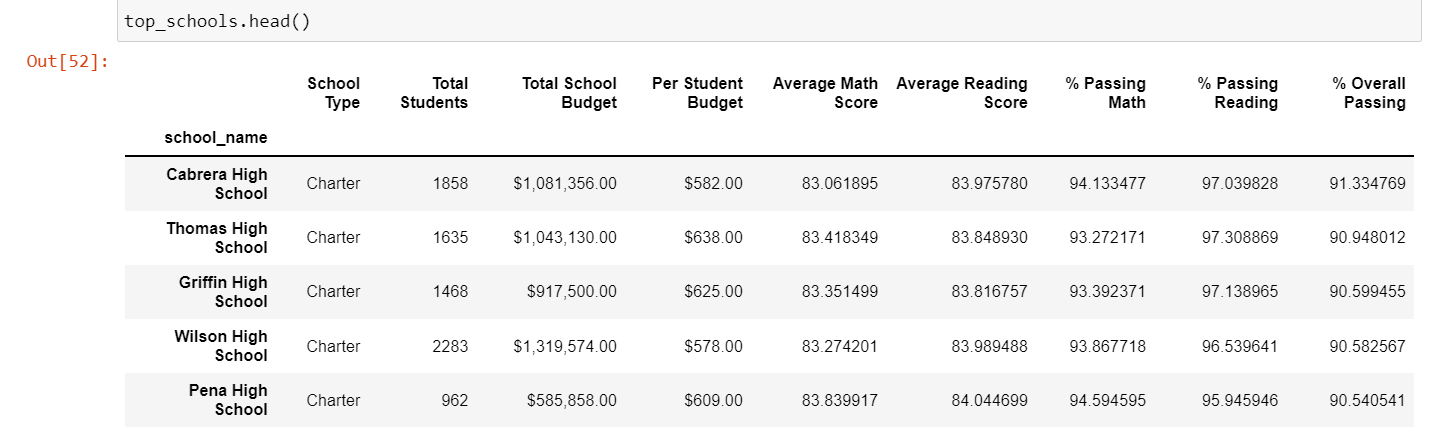 top_schools.head()
Out[52]:
School Type Total Students Total School Budget Per Student Budget Average Math Score Average Reading Score % Passing Math % Passing Reading % Overall Passing
school_name
Cabrera High School Charter 1858 $1,081,356.00 $582.00 83.061895 83.975780 94.133477 97.039828 91.334769
Thomas High School Charter 1635 $1,043,130.00 $638.00 83.418349 83.848930 93.272171 97.308869 90.948012
Griffin High School Charter 1468 $917,500.00 $625.00 83.351499 83.816757 93.392371 97.138965 90.599455
Wilson High School Charter 2283 $1,319,574.00 $578.00 83.274201 83.989488 93.867718 96.539641 90.582567
Pena High School Charter 962 $585,858.00 $609.00 83.839917 84.044699 94.594595 95.945946 90.540541